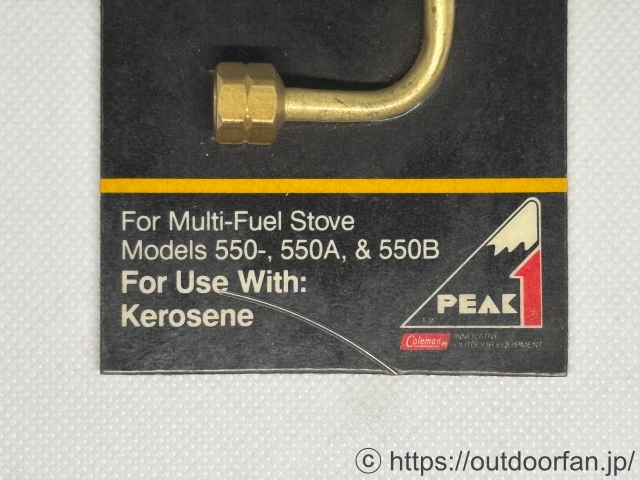 For Multi-Fuel Stove
Models 550-, 550A, & 550B
For Use With:
Kerosene
PEAK 1
®
Coleman
INNOVATIVE
OUTDOOR EQUIPMENT
© https://outdoorfan.jp/